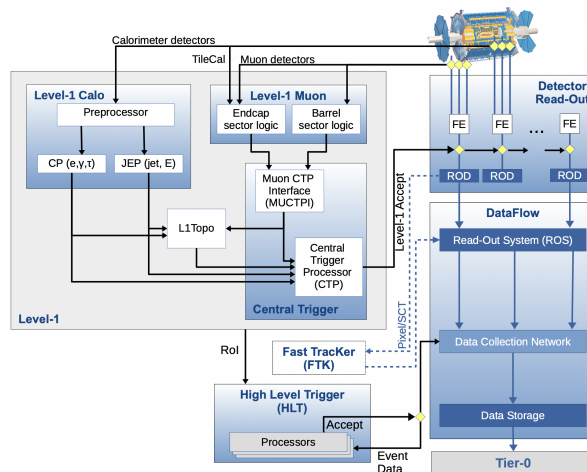 Calorimeter detectors
TileCal
Muon detectors
Detector
Read-Out
Level-1 Calo
Preprocessor
CP (e,γ,τ)
JEP (jet, E)
Level-1 Muon
Endcap
sector logic
Barrel
sector logic
FE
FE
...
FE
ROD
ROD
ROD
Muon CTP
Interface
(MUCTPI)
L1Topo
Central
Trigger
Processor
(CTP)
Central Trigger
Level-1
Level-1 Accept
DataFlow
Read-Out System (ROS)
Pixel/SCT
RoI
Fast TracKer
(FTK)
Data Collection Network
High Level Trigger
(HLT)
Accept
Processors
Event
Data
Data Storage
Tier-0